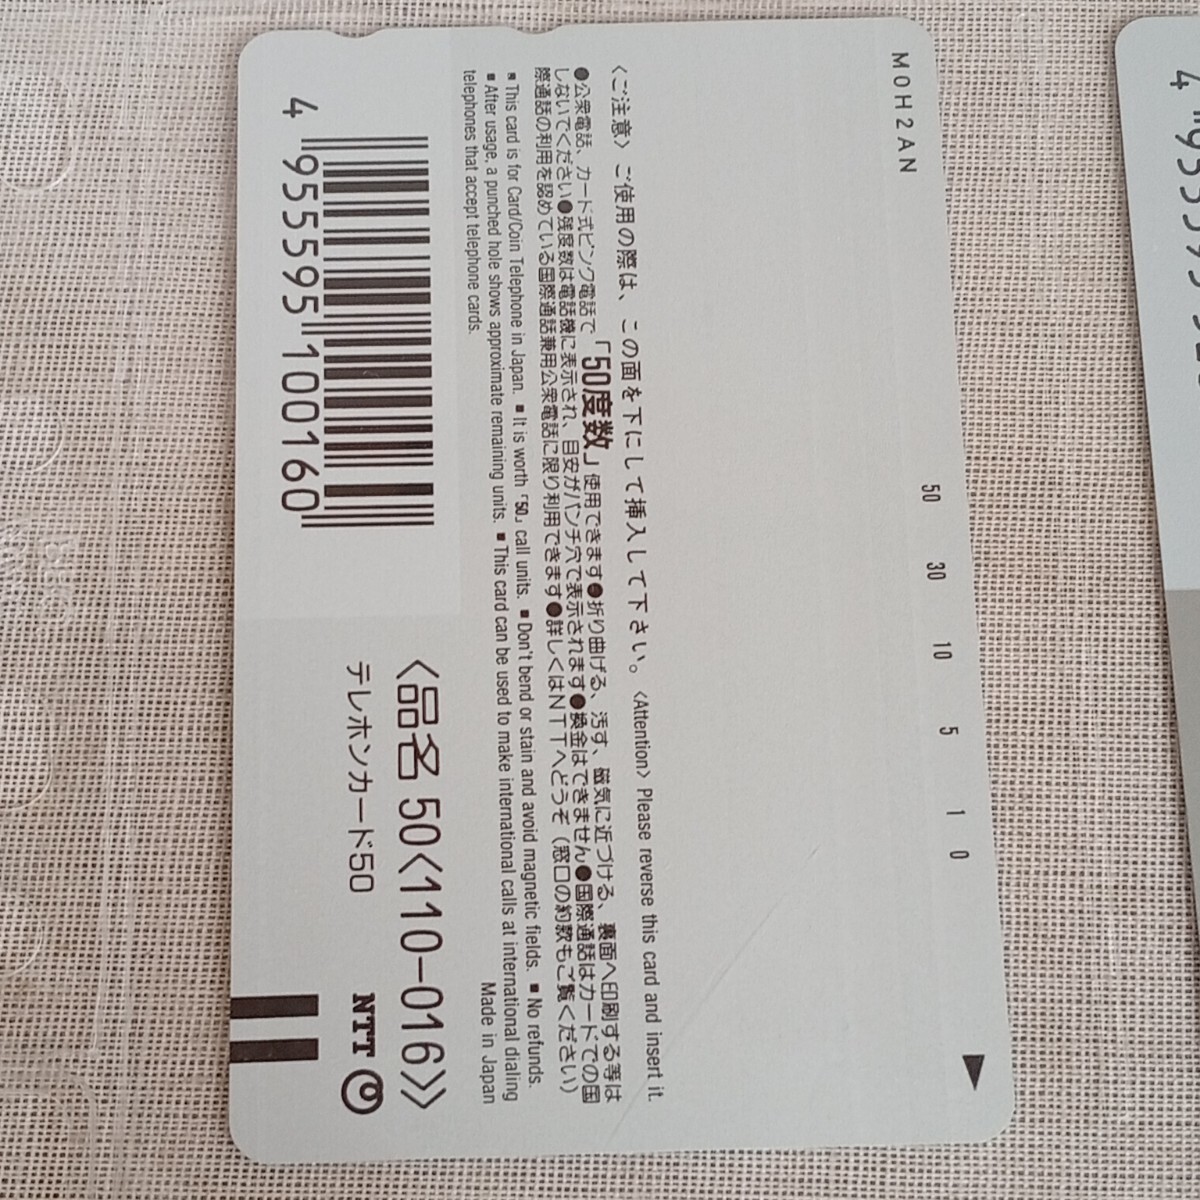 M0H2AN
50 30 10 5 1 0
〈ご注意〉 ご使用の際は、この面を下にして挿入して下さい。〈Attention〉 Please reverse this card and insert it.
●公衆電話、カード式ピンク電話で「50度数」使用できます●折り曲げる、汚す、磁気に近づける、裏面へ印刷する等は
しないでください●残度数は電話機に表示され、目安がパンチ穴で表示されます●換金はできません●国際通話はカードでの国
際通話の利用を認めている国際通話兼用公衆電話に限り利用できます●詳しくはNTTへどうぞ（窓口の約款もご覧ください）
■ This card is for Card/Coin Telephone in Japan. ■ It is worth「50」call units. ■ Don't bend or stain and avoid magnetic fields. ■ No refunds.
■ After usage, a punched hole shows approximate remaining units. ■ This card can be used to make international calls at international dialing
telephones that accept telephone cards.
Made in Japan
〈品名 50〈110-016〉〉
テレホンカード50
NTT
4 955595 100160